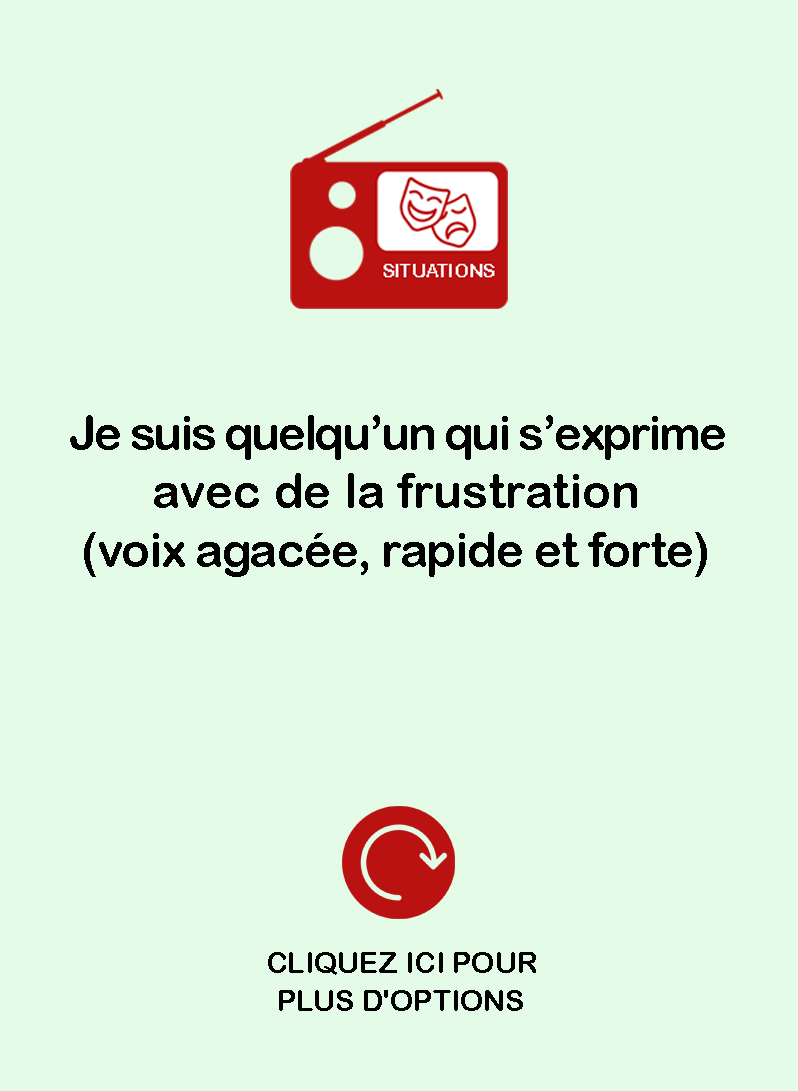 SITUATIONS
Je suis quelqu’un qui s’exprime
avec de la frustration
(voix agacée, rapide et forte)
CLIQUEZ ICI POUR
PLUS D'OPTIONS